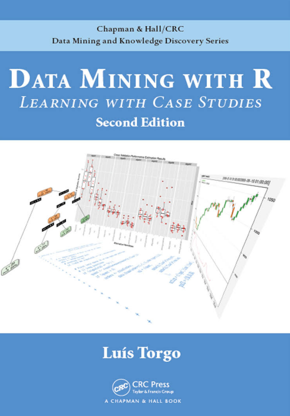 Chapman & Hall/CRC
Data Mining and Knowledge Discovery Series
DATA MINING WITH R
LEARNING WITH CASE STUDIES
Second Edition
Luís Torgo
CRC
CRC Press
Taylor & Francis Group
A CHAPMAN & HALL BOOK